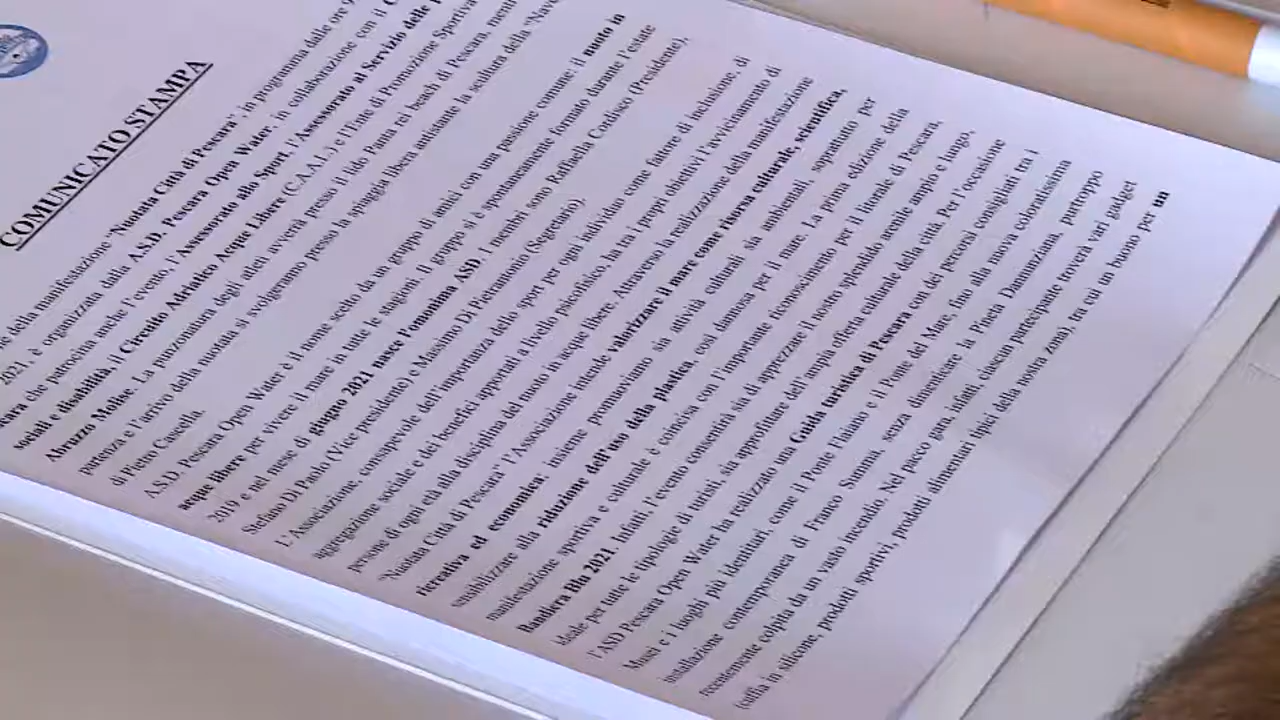 COMUNICATO STAMPA
della manifestazione "Nuotata Città di Pescara", in programma dalle ore 9
2021, è organizzata dalla A.S.D. Pescara Open Water, in collaborazione con il
che patrocina anche l'evento, l'Assessorato allo Sport, l'Assessorato al Servizio delle
sociali e disabilità, il Circuito Adriatico Acque Libere (C.A.A.L.) e l'Ente di Promozione Sportiva
Abruzzo Molise. La punzonatura degli atleti avverrà presso il lido Pama nei beach di Pescara,
partenza e l'arrivo della nuotata si svolgeranno presso la spiaggia libera antistante la scultura della "Nave"
di Pietro Cascella.
A.S.D. Pescara Open Water è il nome scelto da un gruppo di amici con una passione comune: il nuoto in
acque libere per vivere il mare in tutte le stagioni. Il gruppo si è spontaneamente formato durante l'estate
2019 e nel mese di giugno 2021 nasce l'omonima ASD. I membri sono Raffaella Cordisco (Presidente),
Stefano Di Paolo (Vice presidente) e Massimo Di Pietrantonio (Segretario).
L'Associazione, consapevole dell'importanza dello sport per ogni individuo come fattore di inclusione, di
aggregazione sociale e dei benefici apportati a livello psicofisico, ha tra i propri obiettivi l'avvicinamento di
persone di ogni età alla disciplina del nuoto in acque libere. Attraverso la realizzazione della manifestazione
"Nuotata Città di Pescara" l'Associazione intende valorizzare il mare come risorsa culturale, scientifica,
ricreativa ed economica; insieme promuoviamo sia attività culturali sia ambientali, soprattutto per
sensibilizzare alla riduzione dell'uso della plastica, così dannosa per il mare. La prima edizione della
manifestazione sportiva e culturale è coincisa con l'importante riconoscimento per il litorale di Pescara,
Bandiera Blu 2021. Infatti, l'evento consentirà sia di apprezzare il nostro splendido arenile ampio e lungo,
ideale per tutte le tipologie di turisti, sia approfittare dell'ampia offerta culturale della città. Per l'occasione
l'ASD Pescara Open Water ha realizzato una Guida turistica di Pescara con dei percorsi consigliati tra i
Musei e i luoghi più identitari, come il Ponte Flaiano e il Ponte del Mare, fino alla nuova coloratissima
installazione contemporanea di Franco Summa, senza dimenticare la Pineta Dannunziana, purtroppo
recentemente colpita da un vasto incendio. Nel pacco gara, infatti, ciascun partecipante troverà vari gadget
(cuffia in silicone, prodotti sportivi, prodotti alimentari tipici della nostra zona), tra cui un buono per un